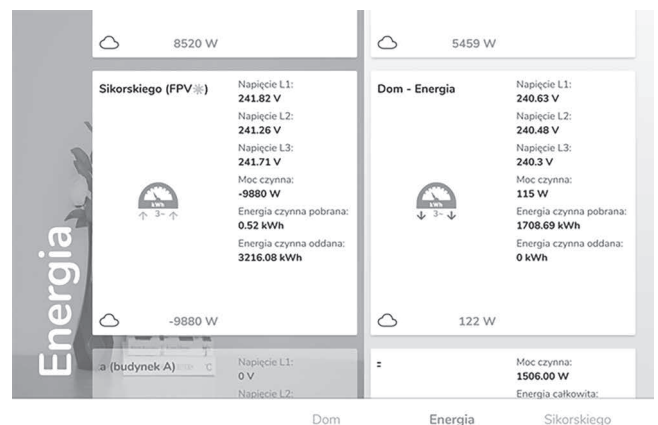 8520 W
5459 W
Sikorskiego (FPV☀)
Napięcie L1:
241.82 V
Napięcie L2:
241.26 V
Napięcie L3:
241.71 V
Moc czynna:
-9880 W
Energia czynna pobrana:
0.52 kWh
Energia czynna oddana:
3216.08 kWh
kWh
3~
-9880 W
Dom - Energia
Napięcie L1:
240.63 V
Napięcie L2:
240.48 V
Napięcie L3:
240.3 V
Moc czynna:
115 W
Energia czynna pobrana:
1708.69 kWh
Energia czynna oddana:
0 kWh
kWh
3~
122 W
Energia
a (budynek A)
°C
Napięcie L1:
0 V
Napięcie L2:
:
Moc czynna:
1506.00 W
Energia całkowita:
Dom
Energia
Sikorskiego